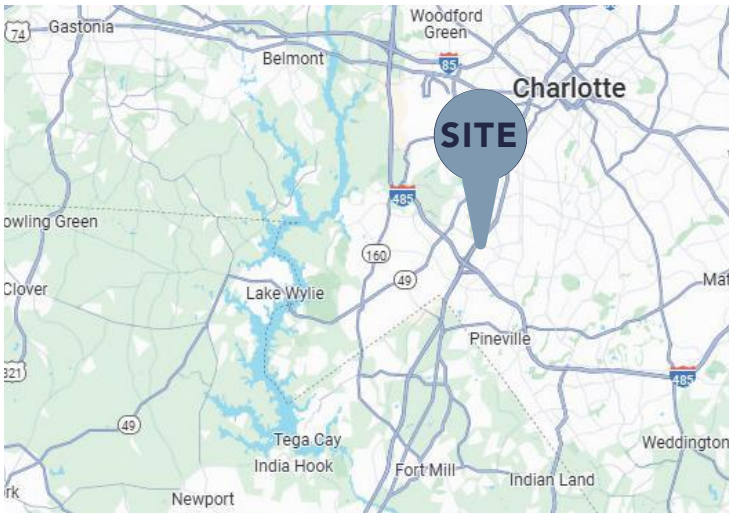 Woodford
Green
74
Gastonia
Belmont
85
Charlotte
SITE
485
owling Green
160
49
Clover
Lake Wylie
Mat
Pineville
321
485
49
Tega Cay
Weddington
India Hook
Fort Mill
Indian Land
rk
Newport